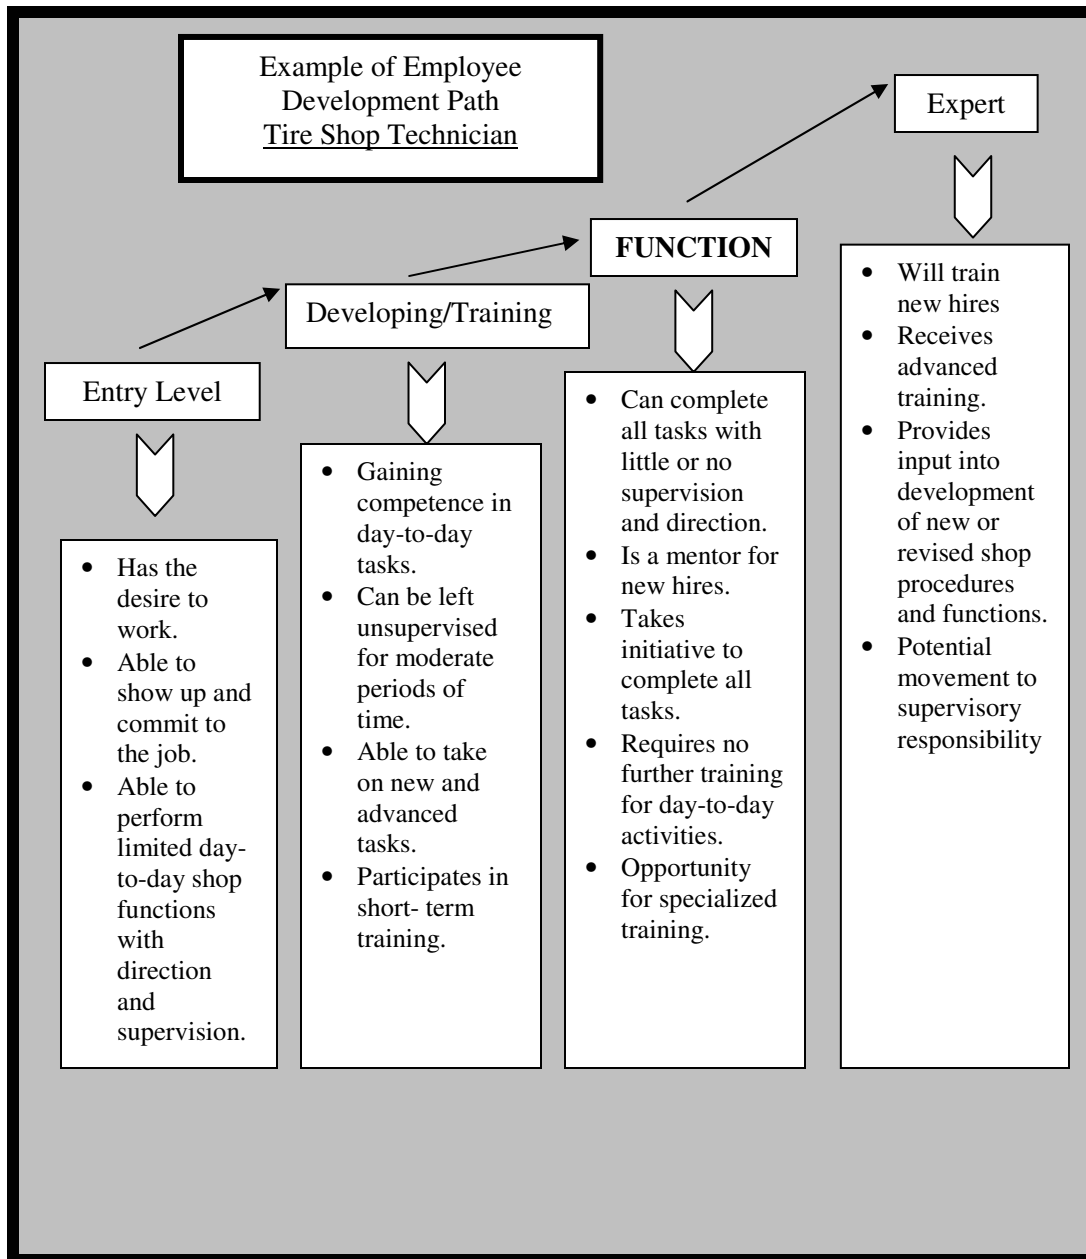 Example of Employee
Development Path
Tire Shop Technician
Entry Level
• Has the
desire to
work.
• Able to
show up and
commit to
the job.
• Able to
perform
limited day-
to-day shop
functions
with
direction
and
supervision.
Developing/Training
• Gaining
competence in
day-to-day
tasks.
• Can be left
unsupervised
for moderate
periods of
time.
• Able to take
on new and
advanced
tasks.
• Participates in
short- term
training.
FUNCTION
• Can complete
all tasks with
little or no
supervision
and direction.
• Is a mentor for
new hires.
• Takes
initiative to
complete all
tasks.
• Requires no
further training
for day-to-day
activities.
• Opportunity
for specialized
training.
Expert
• Will train
new hires
• Receives
advanced
training.
• Provides
input into
development
of new or
revised shop
procedures
and functions.
• Potential
movement to
supervisory
responsibility